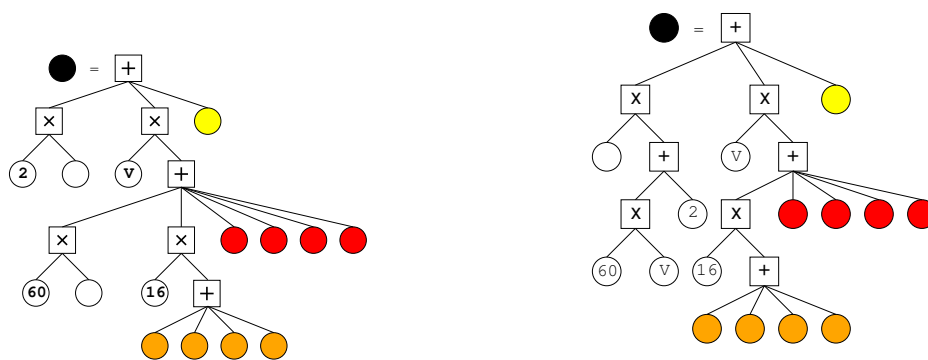 = +
× × 
2 V +
× ×
60 16 +
= +
X X
+ V +
X 2 X
60 V 16 +